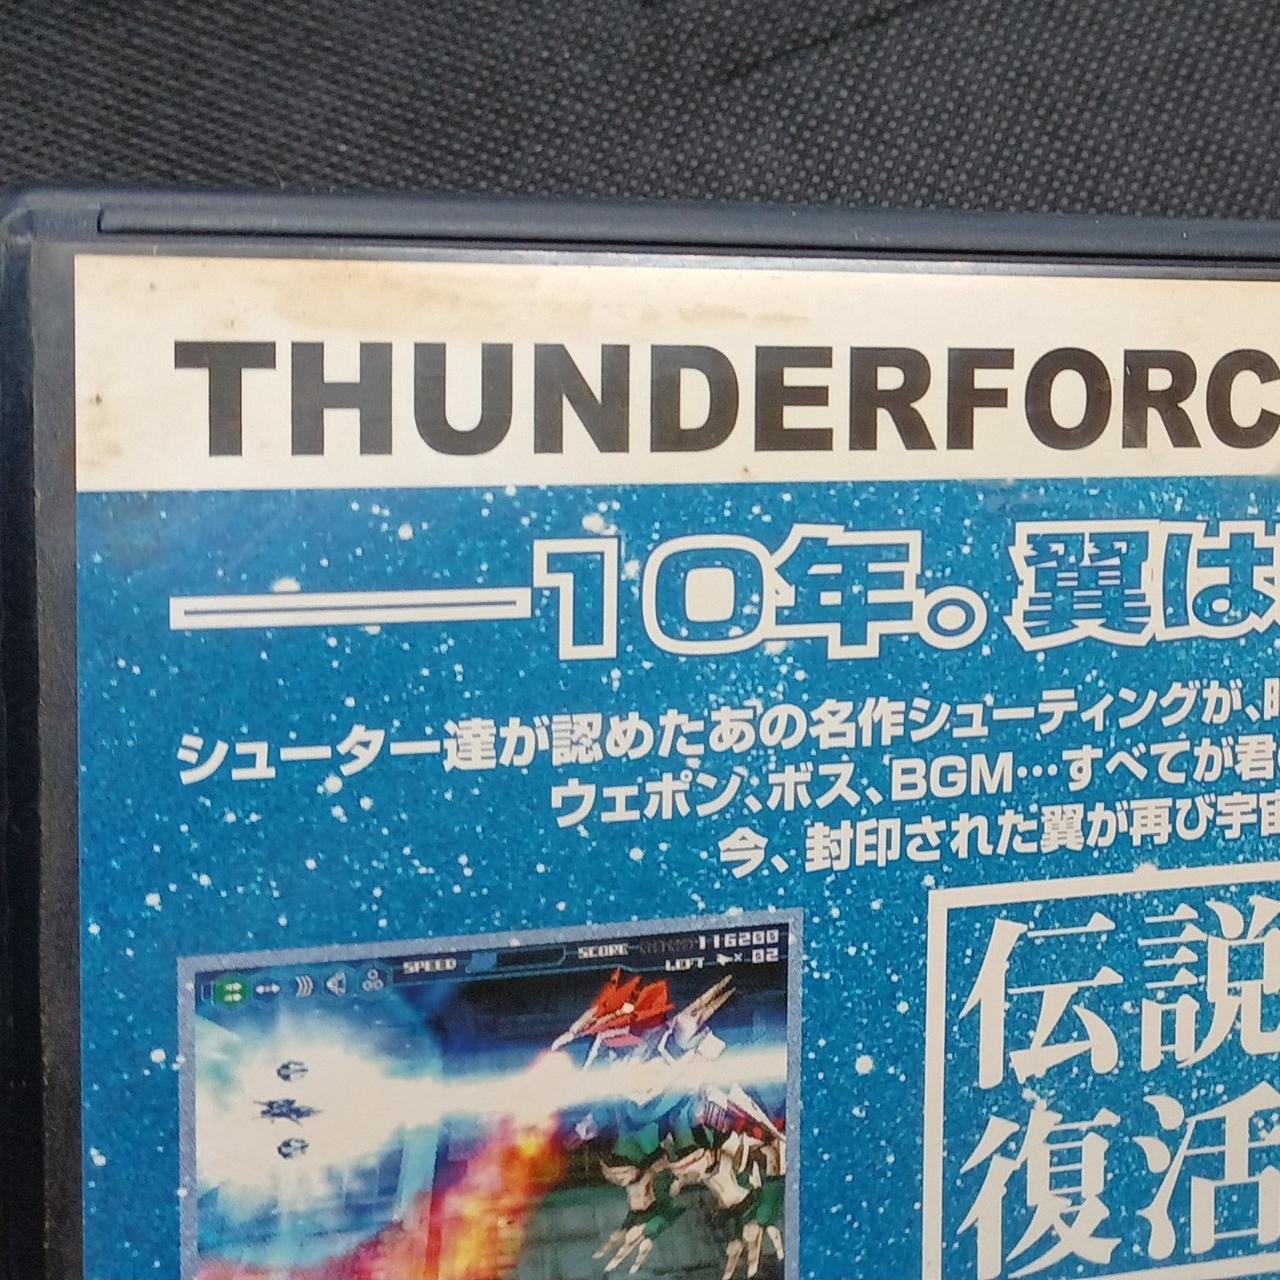 THUNDERFORC
――10年。翼は
シューター達が認めたあの名作シューティングが、
ウェポン、ボス、BGM…すべてが君
今、封印された翼が再び宇宙
SPEED SCORE 116200
LEFT × 02
伝説
復活